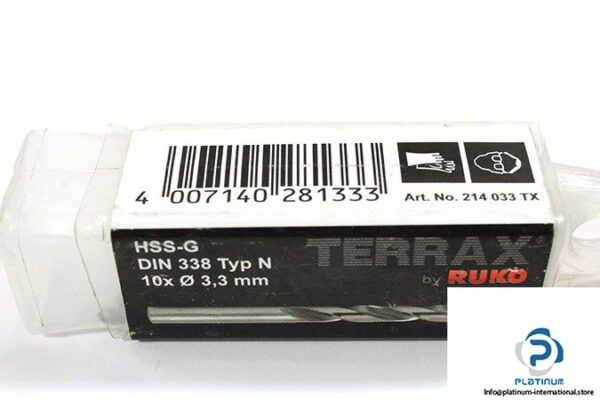 4 007140 281333
Art. No. 214 033 TX
HSS-G
DIN 338 Typ N
10x Ø 3,3 mm
TERRAX®
by RUKO
PLATINUM
Info@platinum-international.store